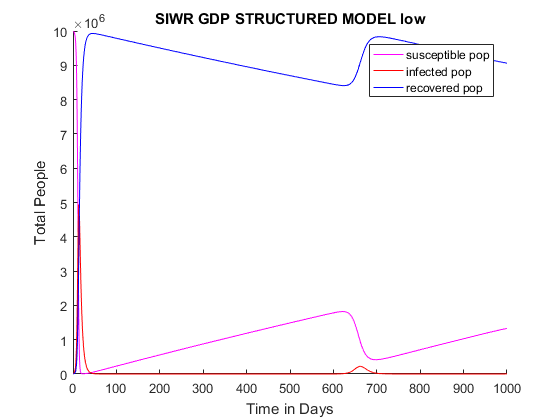 SIWR GDP STRUCTURED MODEL low
×10^6
10
9
8
7
6
5
4
3
2
1
0
Total People
susceptible pop
infected pop
recovered pop
0 100 200 300 400 500 600 700 800 900 1000
Time in Days